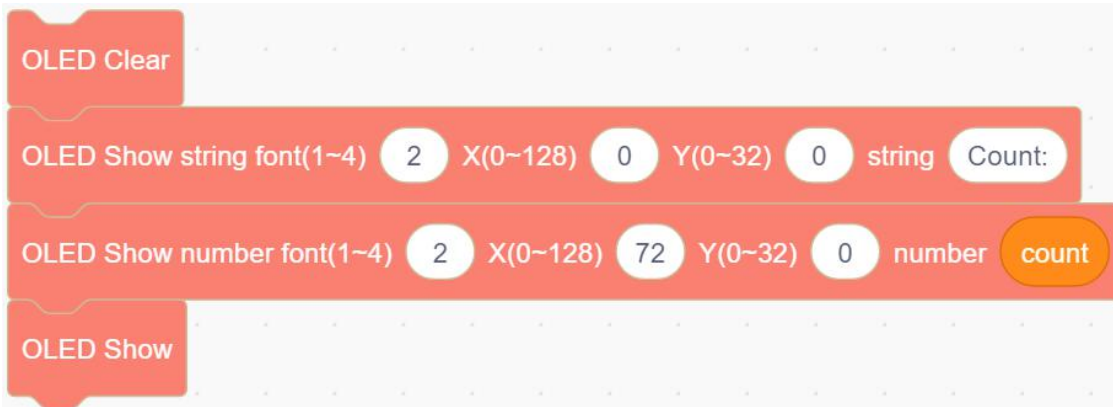 OLED Clear
OLED Show string font(1~4) 2 X(0~128) 0 Y(0~32) 0 string Count:
OLED Show number font(1~4) 2 X(0~128) 72 Y(0~32) 0 number count
OLED Show